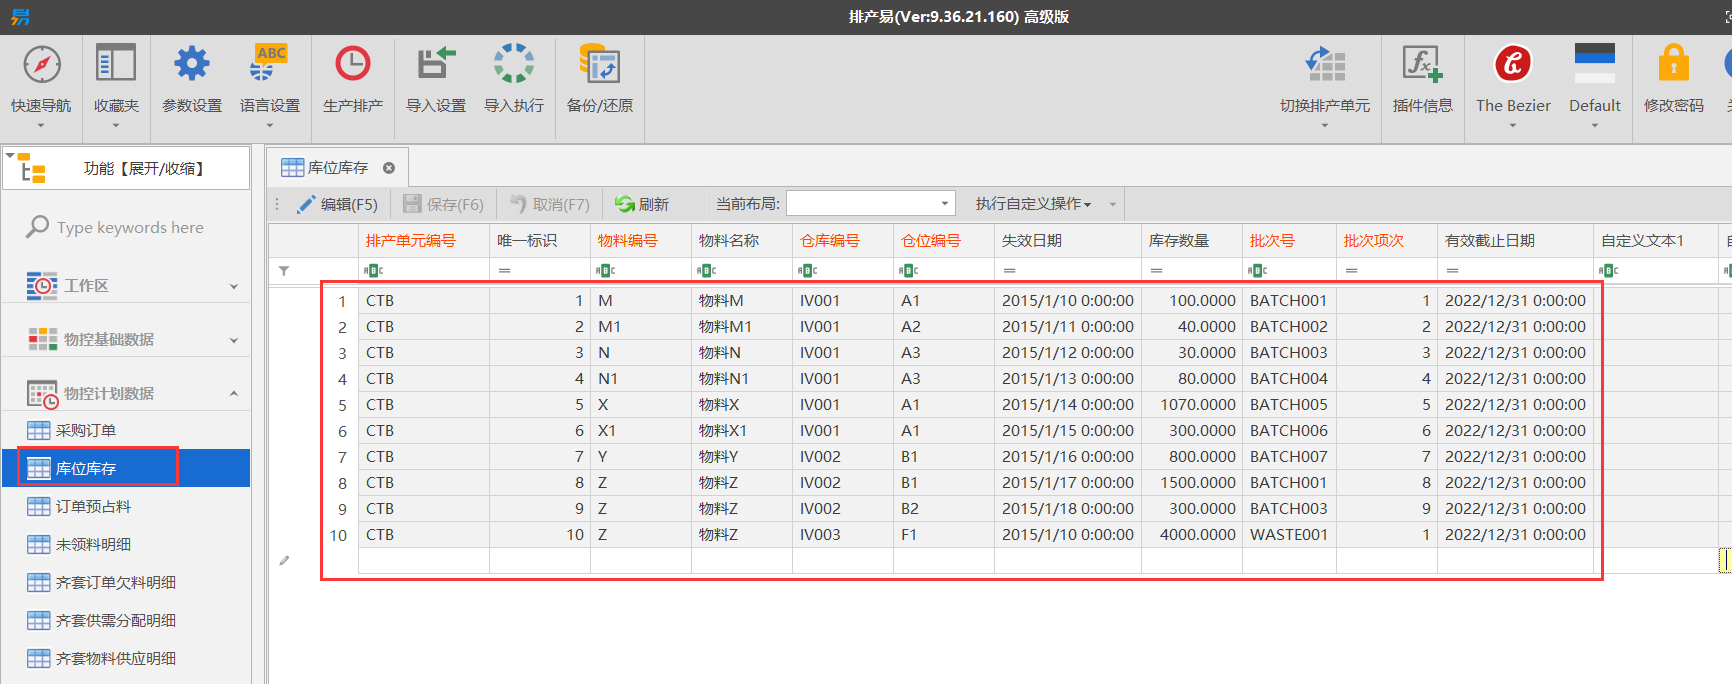 排产易(Ver:9.36.21.160) 高级版
快速导航
收藏夹
参数设置
ABC
语言设置
生产排产
导入设置
导入执行
备份/还原
切换排产单元
插件信息
The Bezier
Default
修改密码
功能【展开/收缩】
Type keywords here
工作区
物控基础数据
物控计划数据
采购订单
库位库存
订单预占料
未领料明细
齐套订单欠料明细
齐套供需分配明细
齐套物料供应明细
库位库存
编辑(F5) 保存(F6) 取消(F7) 刷新 当前布局: 执行自定义操作
排产单元编号 唯一标识 物料编号 物料名称 仓库编号 仓位编号 失效日期 库存数量 批次号 批次项次 有效截止日期 自定义文本1
ABC = ABC ABC ABC ABC = = ABC = = ABC
1 CTB 1 M 物料M IV001 A1 2015/1/10 0:00:00 100.0000 BATCH001 1 2022/12/31 0:00:00
2 CTB 2 M1 物料M1 IV001 A2 2015/1/11 0:00:00 40.0000 BATCH002 2 2022/12/31 0:00:00
3 CTB 3 N 物料N IV001 A3 2015/1/12 0:00:00 30.0000 BATCH003 3 2022/12/31 0:00:00
4 CTB 4 N1 物料N1 IV001 A3 2015/1/13 0:00:00 80.0000 BATCH004 4 2022/12/31 0:00:00
5 CTB 5 X 物料X IV001 A1 2015/1/14 0:00:00 1070.0000 BATCH005 5 2022/12/31 0:00:00
6 CTB 6 X1 物料X1 IV001 A1 2015/1/15 0:00:00 300.0000 BATCH006 6 2022/12/31 0:00:00
7 CTB 7 Y 物料Y IV002 B1 2015/1/16 0:00:00 800.0000 BATCH007 7 2022/12/31 0:00:00
8 CTB 8 Z 物料Z IV002 B1 2015/1/17 0:00:00 1500.0000 BATCH001 8 2022/12/31 0:00:00
9 CTB 9 Z 物料Z IV002 B2 2015/1/18 0:00:00 300.0000 BATCH003 9 2022/12/31 0:00:00
10 CTB 10 Z 物料Z IV003 F1 2015/1/10 0:00:00 4000.0000 WASTE001 1 2022/12/31 0:00:00